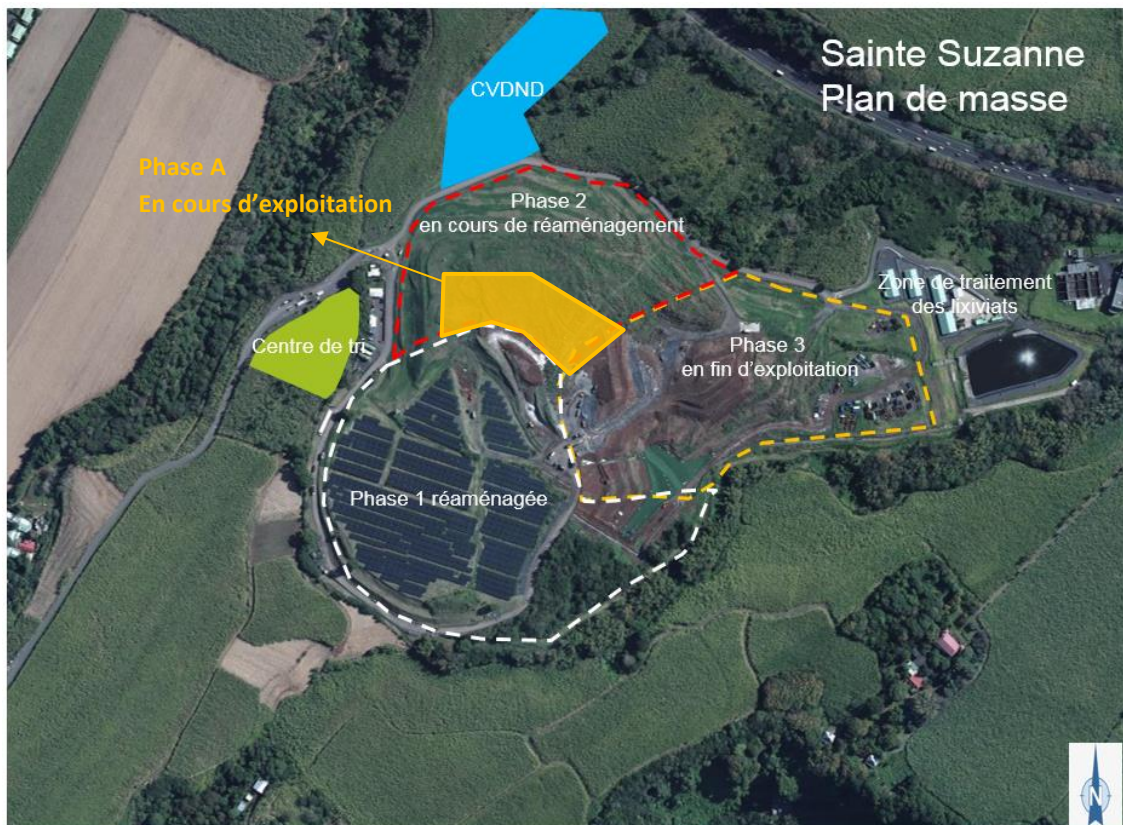 Sainte Suzanne
Plan de masse
CVDND
Phase A
En cours d'exploitation
Phase 2
en cours de réaménagement
Zone de traitement
des lixiviats
Centre de tri
Phase 3
en fin d'exploitation
Phase 1 réaménagée
N